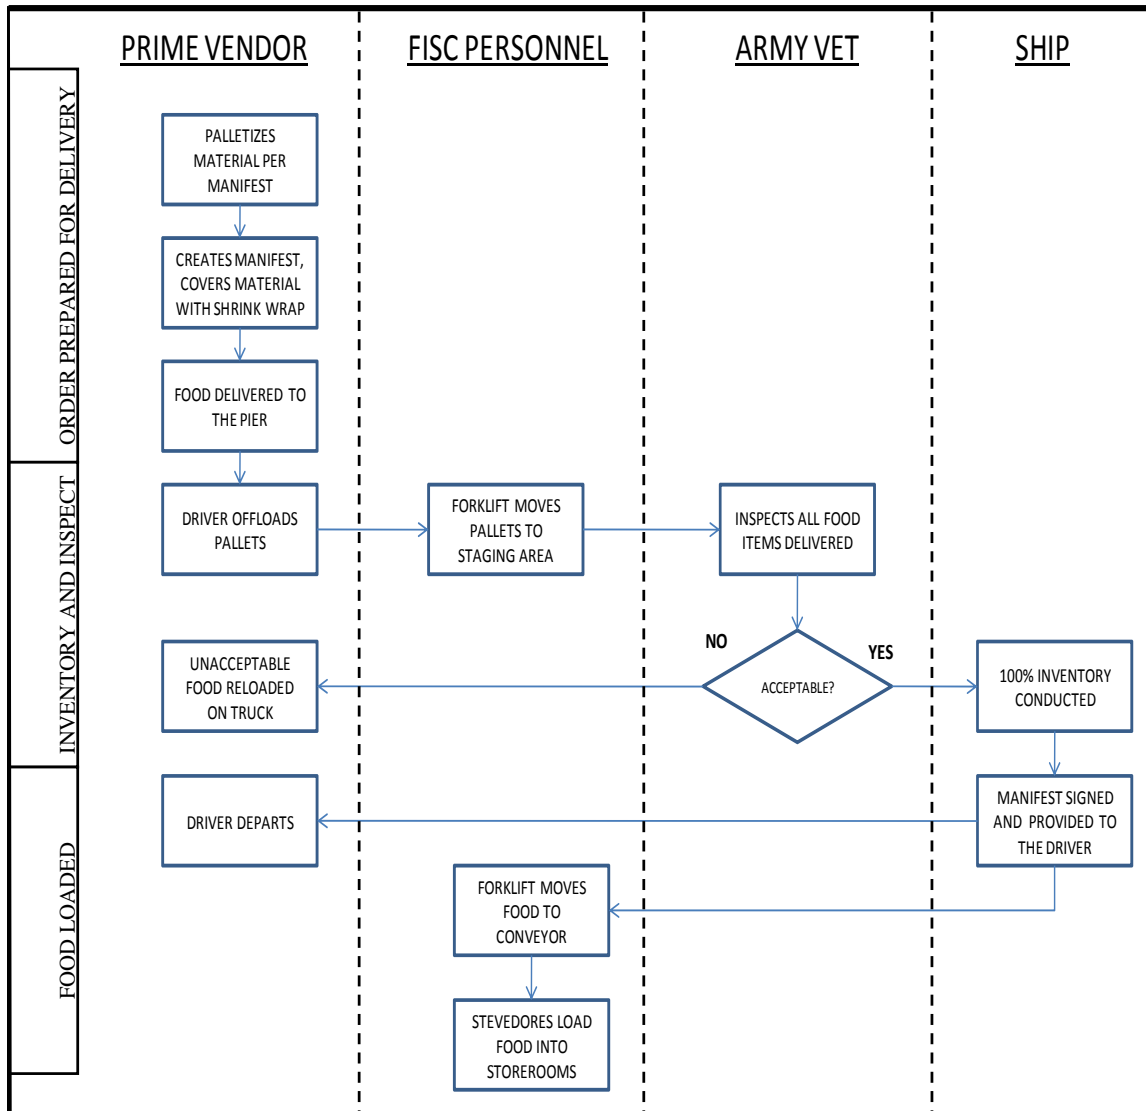 PRIME VENDOR
FISC PERSONNEL
ARMY VET
SHIP
ORDER PREPARED FOR DELIVERY
PALLETIZES
MATERIAL PER
MANIFEST
CREATES MANIFEST,
COVERS MATERIAL
WITH SHRINK WRAP
FOOD DELIVERED TO
THE PIER
INVENTORY AND INSPECT
DRIVER OFFLOADS
PALLETS
FORKLIFT MOVES
PALLETS TO
STAGING AREA
INSPECTS ALL FOOD
ITEMS DELIVERED
NO
YES
ACCEPTABLE?
UNACCEPTABLE
FOOD RELOADED
ON TRUCK
100% INVENTORY
CONDUCTED
FOOD LOADED
DRIVER DEPARTS
MANIFEST SIGNED
AND PROVIDED TO
THE DRIVER
FORKLIFT MOVES
FOOD TO
CONVEYOR
STEVEDORES LOAD
FOOD INTO
STOREROOMS